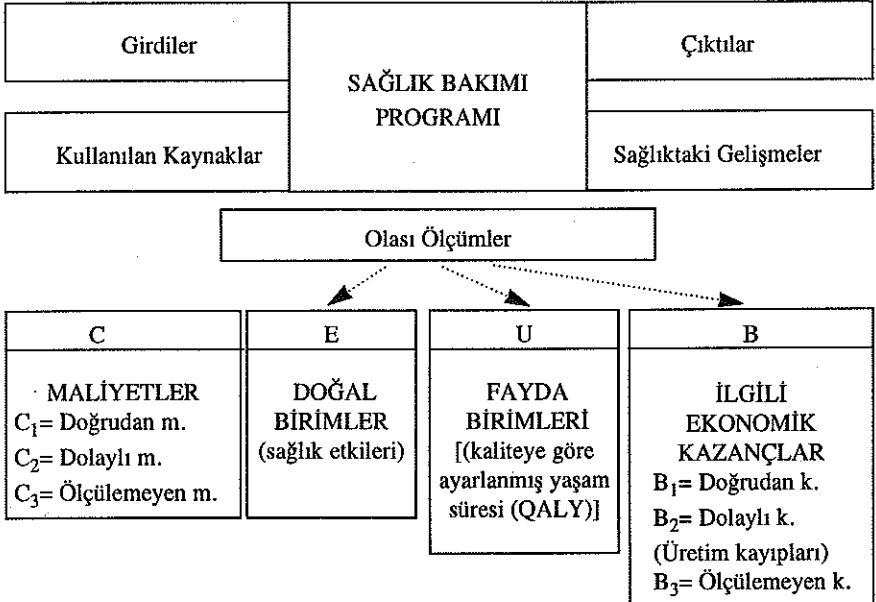 Girdiler
SAĞLIK BAKIMI
PROGRAMI
Çıktılar
Kullanılan Kaynaklar
Sağlıktaki Gelişmeler
Olası Ölçümler
C
MALİYETLER
C₁= Doğrudan m.
C₂= Dolaylı m.
C₃= Ölçülemeyen m.
E
DOĞAL
BİRİMLER
(sağlık etkileri)
U
FAYDA
BİRİMLERİ
[(kaliteye göre
ayarlanmış yaşam
süresi (QALY)]
B
İLGİLİ
EKONOMİK
KAZANÇLAR
B₁= Doğrudan k.
B₂= Dolaylı k.
(Üretim kayıpları)
B₃= Ölçülemeyen k.